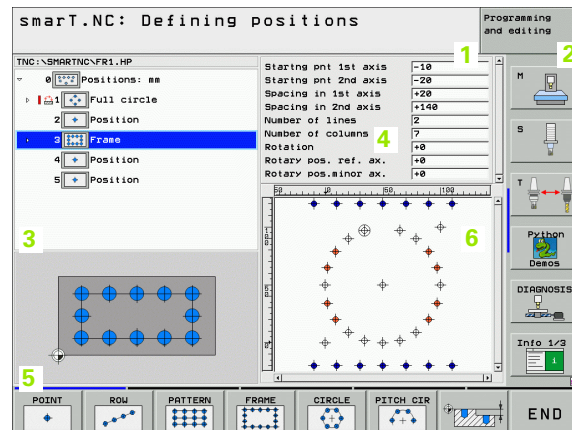 smarT.NC: Defining positions
Programming and editing
1
2
TNC:\SMARTNC\FR1.HP
0 Positions: mm
1 Full circle
2 Position
3 Frame
4 Position
5 Position
Startng pnt 1st axis -10
Startng pnt 2nd axis -20
Spacing in 1st axis +20
Spacing in 2nd axis +140
Number of lines 2
Number of columns 7
Rotation +0
Rotary pos. ref. ax. +0
Rotary pos.minor ax. +0
4
3
6
0 50 100
M
S
T
Python
Demos
DIAGNOSIS
Info 1/3
1
5
POINT
ROW
PATTERN
FRAME
CIRCLE
PITCH CIR
END